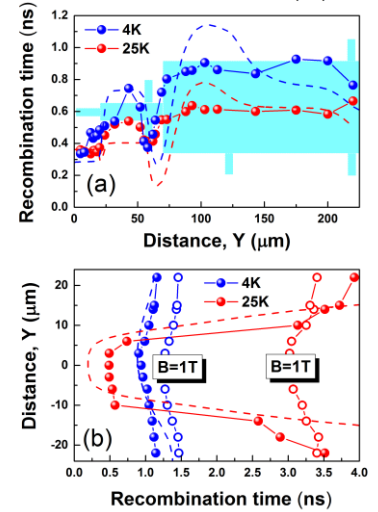 Recombination time (ns)
1.2
1.0
0.8
0.6
0.4
0.2
0.0
4K
25K
(a)
0
50
100
150
200
Distance, Y (μm)
Distance, Y (μm)
20
10
0
-10
-20
4K
25K
B=1T
B=1T
(b)
0.0
0.5
1.0
1.5
2.0
2.5
3.0
3.5
4.0
Recombination time (ns)